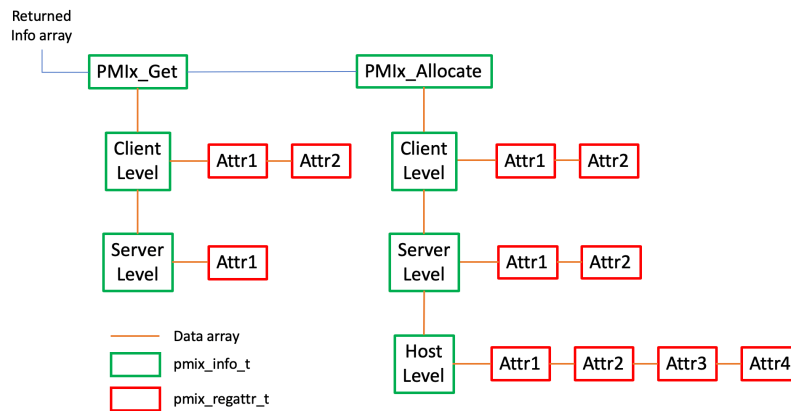 Returned
Info array
PMIx_Get
PMIx_Allocate
Client
Level
Attr1
Attr2
Client
Level
Attr1
Attr2
Server
Level
Attr1
Server
Level
Attr1
Attr2
Host
Level
Attr1
Attr2
Attr3
Attr4
Data array
pmix_info_t
pmix_regattr_t